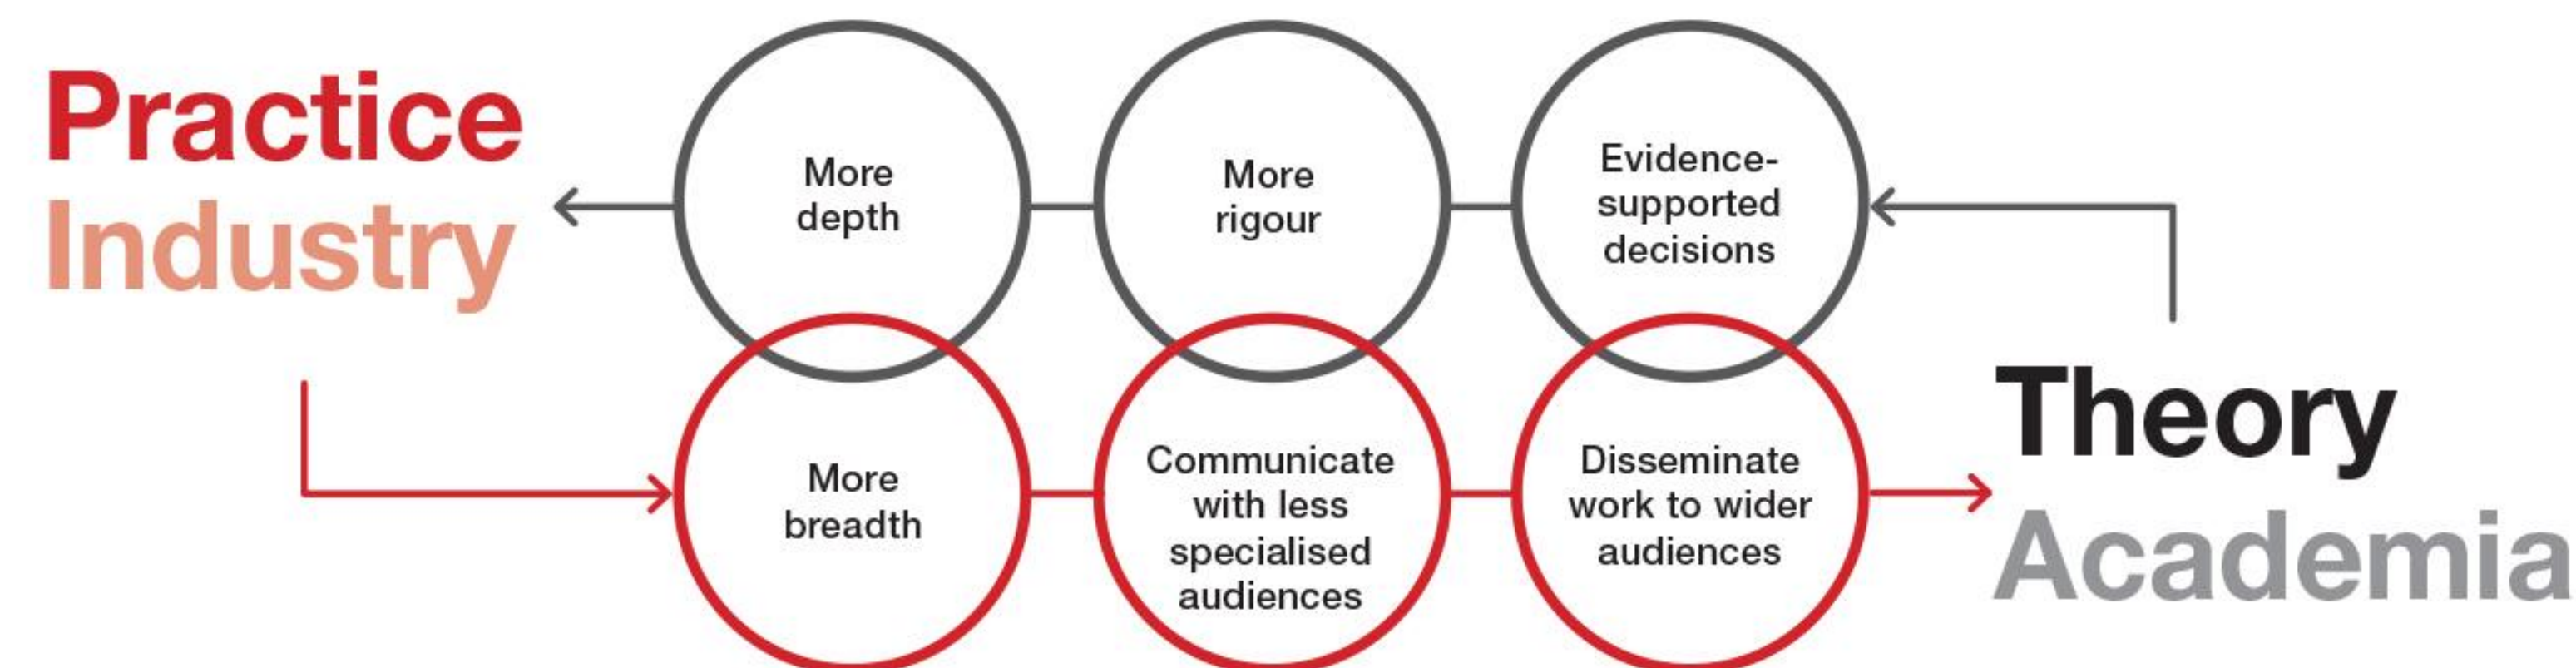 Practice
Industry
More
depth
More
rigour
Evidence-
supported
decisions
More
breadth
Communicate
with less
specialised
audiences
Disseminate
work to wider
audiences
Theory
Academia